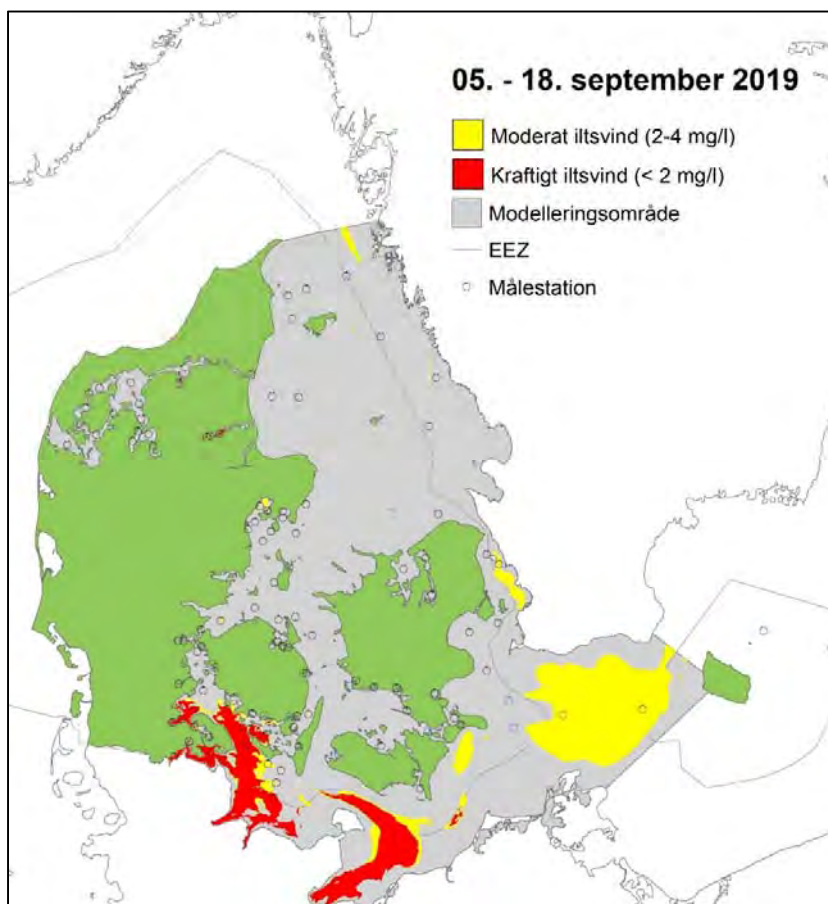 05. - 18. september 2019
Moderat iltsvind (2-4 mg/l)
Kraftigt iltsvind (< 2 mg/l)
Modelleringsområde
EEZ
Målestation